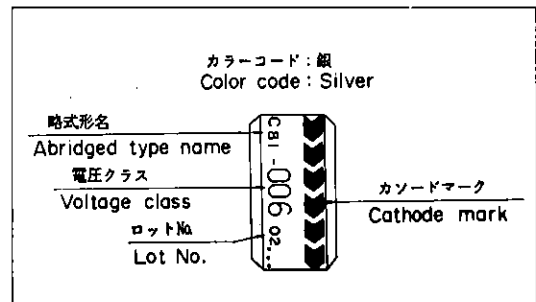 カラーコード：銀
Color code : Silver
略式形名
Abridged type name
電圧クラス
Voltage class
ロットNo.
Lot No.
C81-006 02...
カソードマーク
Cathode mark